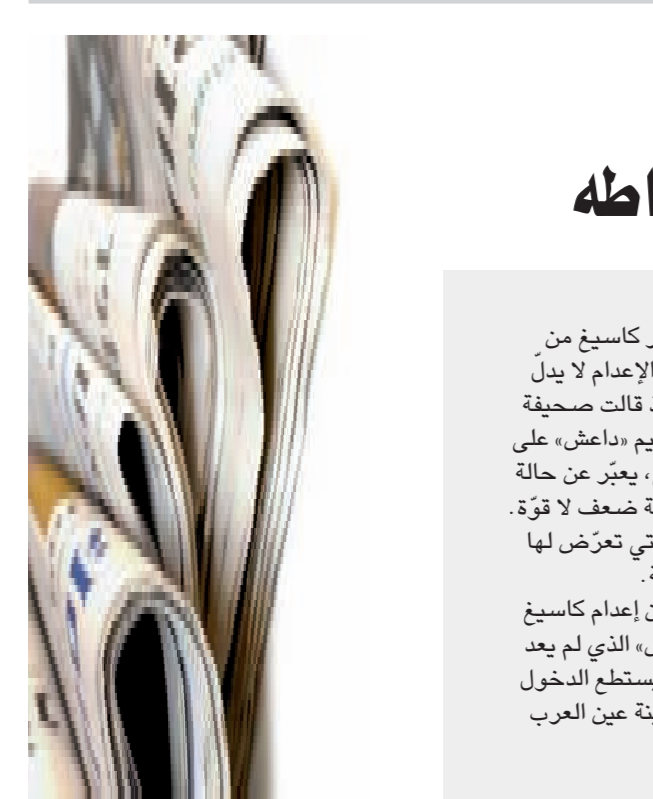 اطه
ر كاسيغ من
الإعدام لا يدلّ
قالت صحيفة
يم «داعش» على
، يعبّر عن حالة
ة ضعف لا قوّة.
تي تعرّض لها
ة.
ن إعدام كاسيغ
» الذي لم يعد
يستطع الدخول
ينة عين العرب